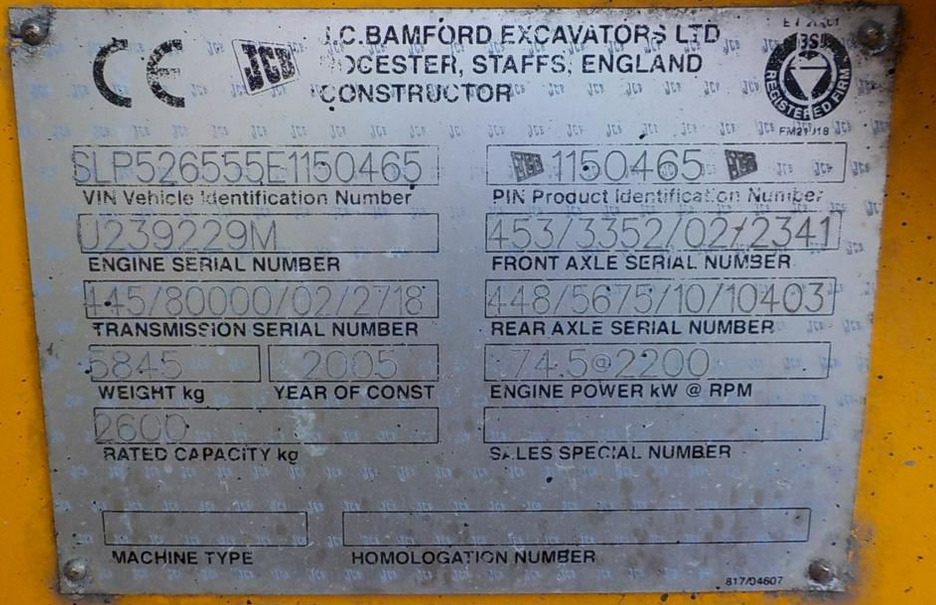 CE JCB J.C.BAMFORD EXCAVATORS LTD
ROCESTER, STAFFS, ENGLAND
CONSTRUCTOR
BSI
REGISTERED FIRM
SLP526555E1150465
VIN Vehicle Identification Number
JCB 1150465 JCB
PIN Product Identification Number
U239229M
ENGINE SERIAL NUMBER
453/3352/02/2341
FRONT AXLE SERIAL NUMBER
445/80000/02/2718
TRANSMISSION SERIAL NUMBER
448/5675/10/10403
REAR AXLE SERIAL NUMBER
5845
WEIGHT kg
2005
YEAR OF CONST
74.5@2200
ENGINE POWER kW @ RPM
2600
RATED CAPACITY kg
SALES SPECIAL NUMBER
MACHINE TYPE
HOMOLOGATION NUMBER
817/04607